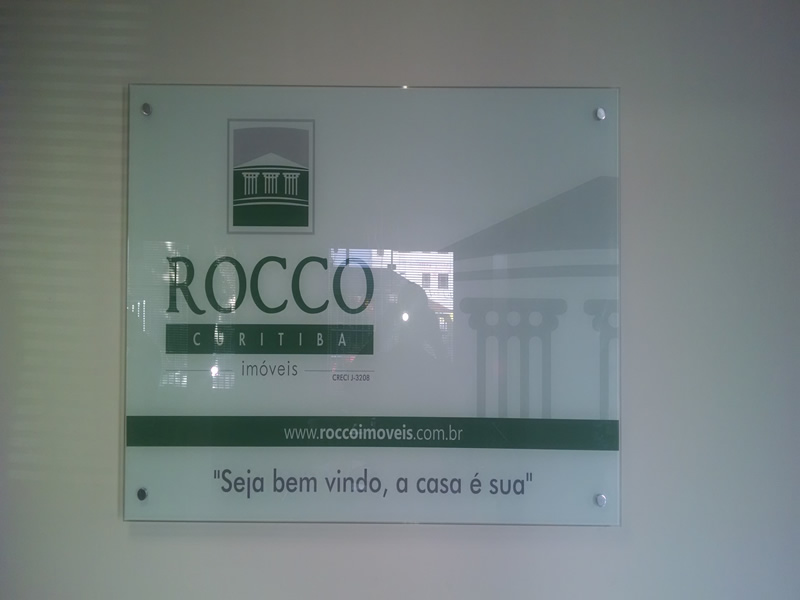 ROCCO
CURITIBA
imóveis
CRECI J-3208
www.roccoimoveis.com.br
"Seja bem vindo, a casa é sua"